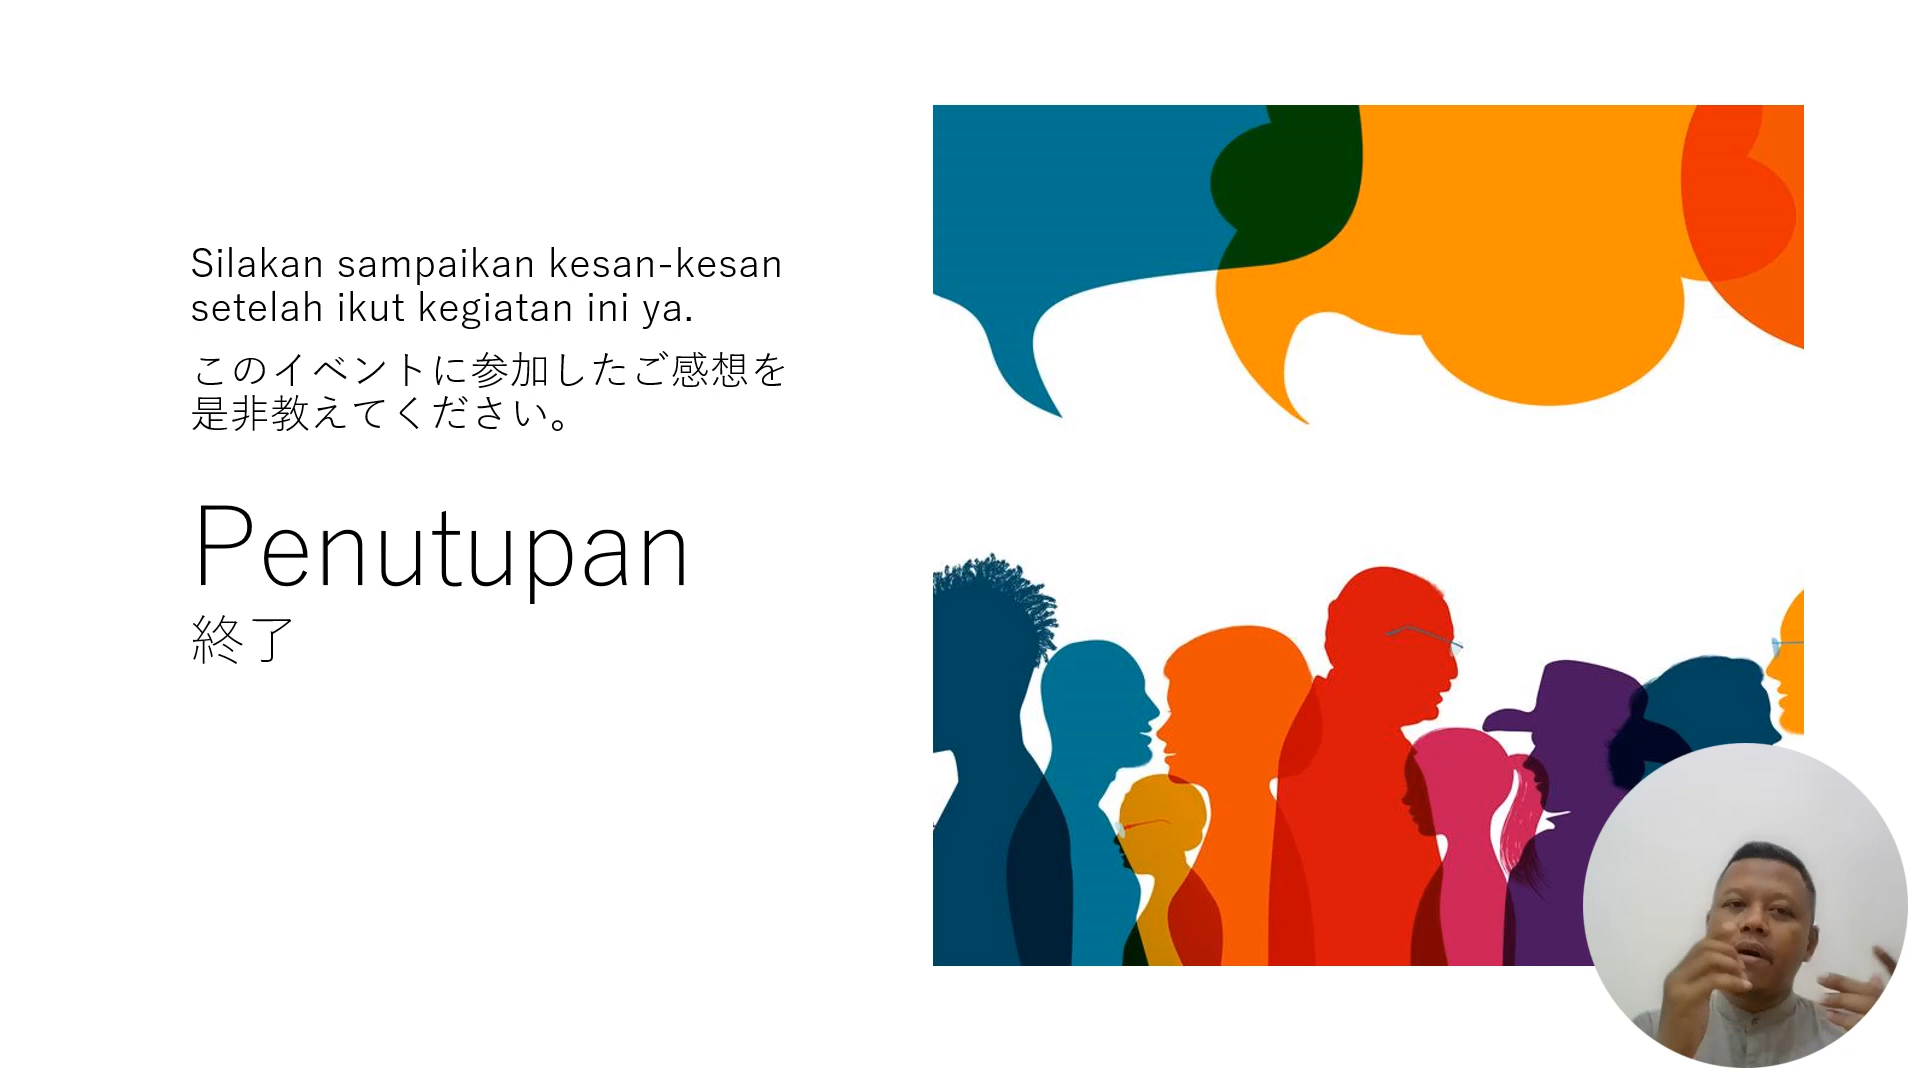 Silakan sampaikan kesan-kesan
setelah ikut kegiatan ini ya.
このイベントに参加したご感想を
是非教えてください。
Penutupan
終了